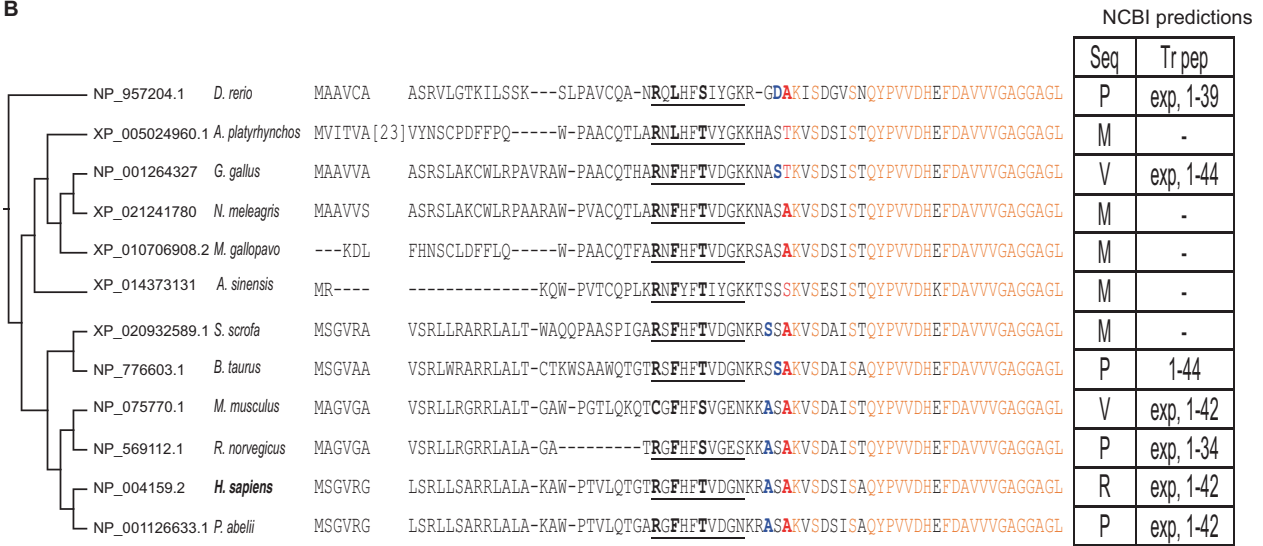 B
NCBI predictions
Seq Tr pep
NP_957204.1 D. rerio MAAVCA ASRVLGTKILSSK---SLPAVCQA-NRQLHFSIYGKR-GDAKISDGVSNQYPVVDHEFDAVVVGAGGAGL P exp, 1-39
XP_005024960.1 A. platyrhynchos MVITVA[23]VYNSCPDFFPQ-----W-PAACQTLARNLHFTVYGKKHASTKVSDSISTQYPVVDHEFDAVVVGAGGAGL M -
NP_001264327 G. gallus MAAVVA ASRSLAKCWLRPAVRAW-PAACQTHARNFHFTVDGKKNASTKVSDSISTQYPVVDHEFDAVVVGAGGAGL V exp, 1-44
XP_021241780 N. meleagris MAAVVS ASRSLAKCWLRPAARAW-PVACQTLARNFHFTVDGKKNASAKVSDSISTQYPVVDHEFDAVVVGAGGAGL M -
XP_010706908.2 M. gallopavo ---KDL FHNSCLDFFLQ-----W-PAACQTFARNFHFTVDGKRSASAKVSDSISTQYPVVDHEFDAVVVGAGGAGL M -
XP_014373131 A. sinensis MR---- --------------KQW-PVTCQPLKRNFYFTIYGKKTSSSKVSESISTQYPVVDHKFDAVVVGAGGAGL M -
XP_020932589.1 S. scrofa MSGVRA VSRLLRARRLALT-WAQQPAASPIGARSFHFTVDGNKRSSAKVSDAISTQYPVVDHEFDAVVVGAGGAGL M -
NP_776603.1 B. taurus MSGVAA VSRLWRARRLALT-CTKWSAAWQTGTRSFHFTVDGNKRSSAKVSDAISAQYPVVDHEFDAVVVGAGGAGL P 1-44
NP_075770.1 M. musculus MAGVGA VSRLLRGRRLALT-GAW-PGTLQKQTCGFHFSVGENKKASAKVSDAISTQYPVVDHEFDAVVVGAGGAGL V exp, 1-42
NP_569112.1 R. norvegicus MAGVGA VSRLLRGRRLALA-GA---------TRGFHFSVGESKKASAKVSDAISTQYPVVDHEFDAVVVGAGGAGL P exp, 1-34
NP_004159.2 H. sapiens MSGVRG LSRLLSARRLALA-KAW-PTVLQTGTRGFHFTVDGNKRASAKVSDSISAQYPVVDHEFDAVVVGAGGAGL R exp, 1-42
NP_001126633.1 P. abelii MSGVRG LSRLLSARRLALA-KAW-PTVLQTGARGFHFTVDGNKRASAKVSDSISAQYPVVDHEFDAVVVGAGGAGL P exp, 1-42